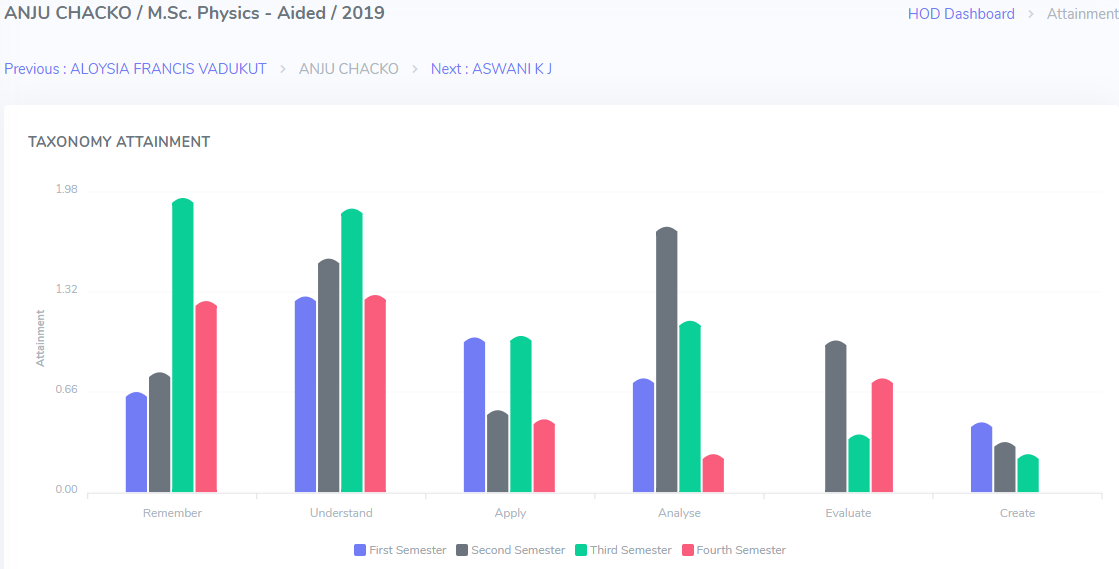 ANJU CHACKO / M.Sc. Physics - Aided / 2019
HOD Dashboard > Attainment
Previous : ALOYSIA FRANCIS VADUKUT > ANJU CHACKO > Next : ASWANI K J
TAXONOMY ATTAINMENT
1.98
1.32
0.66
0.00
Attainment
Remember Understand Apply Analyse Evaluate Create
First Semester Second Semester Third Semester Fourth Semester